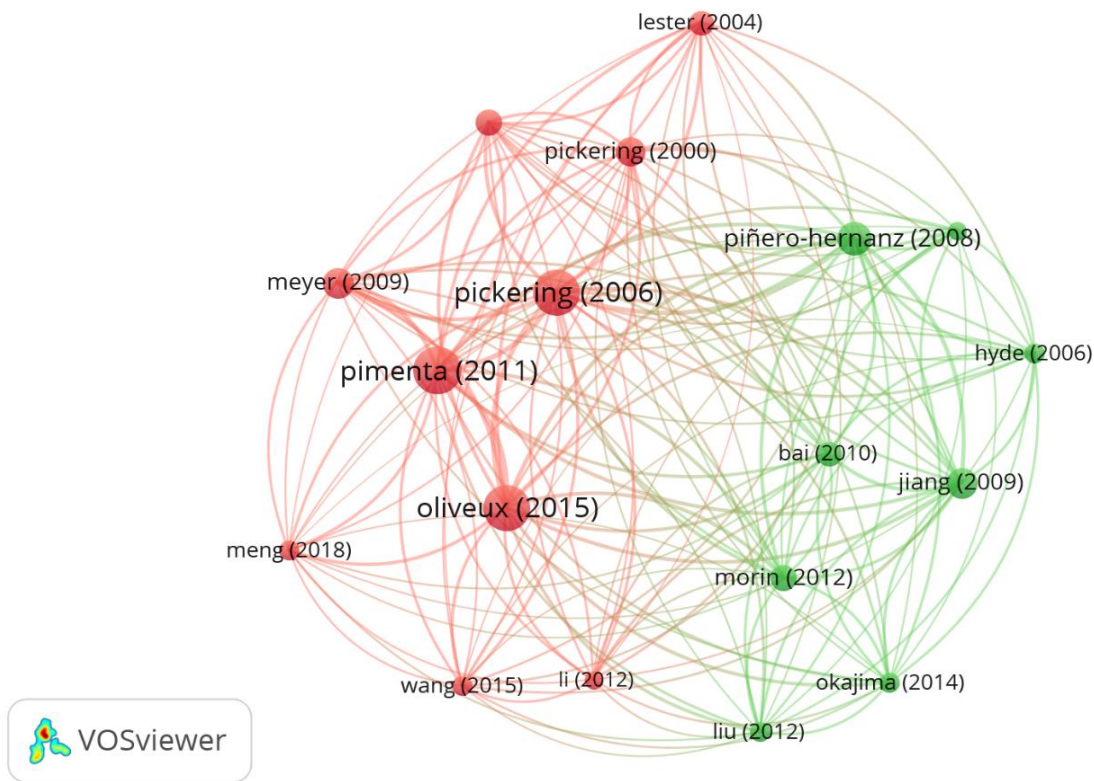 lester (2004)
pickering (2000)
piñero-hernanz (2008)
meyer (2009)
pickering (2006)
hyde (2006)
pimenta (2011)
bai (2010)
jiang (2009)
oliveux (2015)
meng (2018)
morin (2012)
wang (2015)
li (2012)
okajima (2014)
liu (2012)
VOSviewer